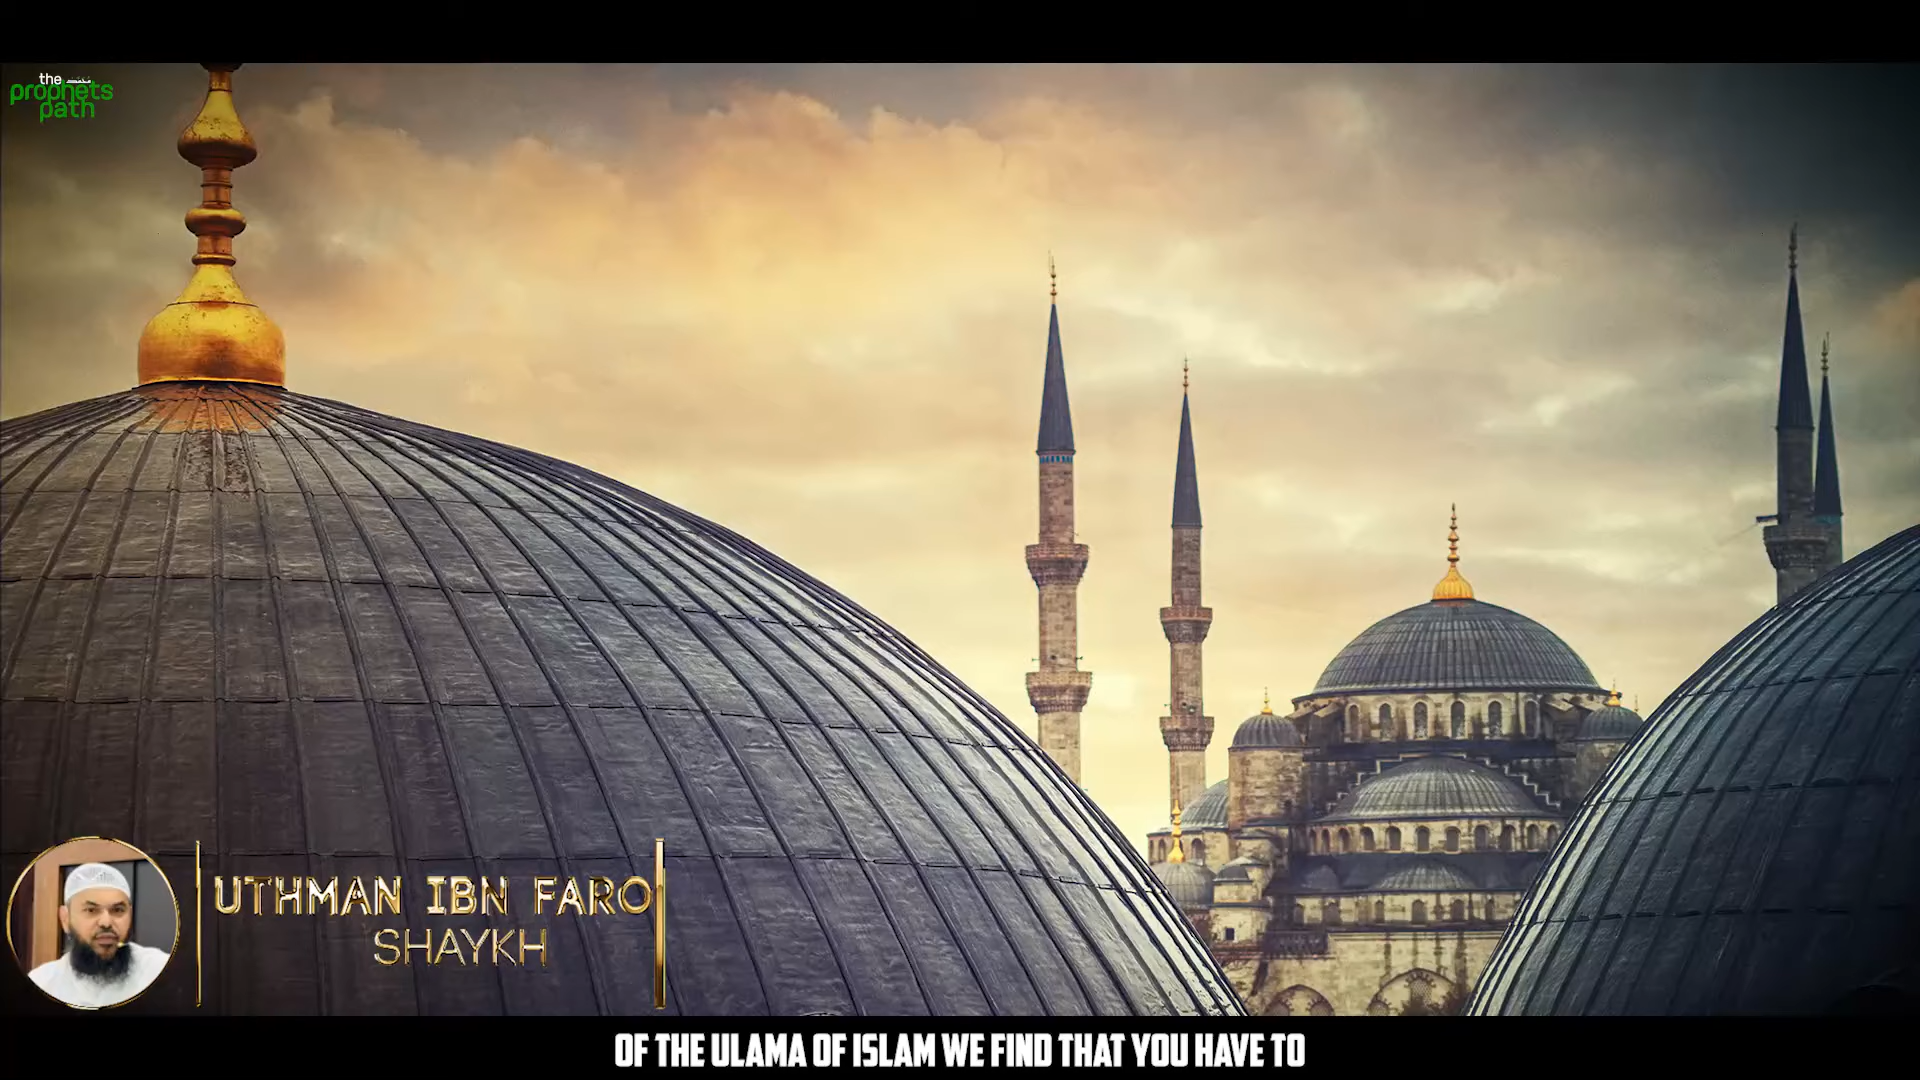 the
prophets
path
UTHMAN IBN FARO
SHAYKH
OF THE ULAMA OF ISLAM WE FIND THAT YOU HAVE TO